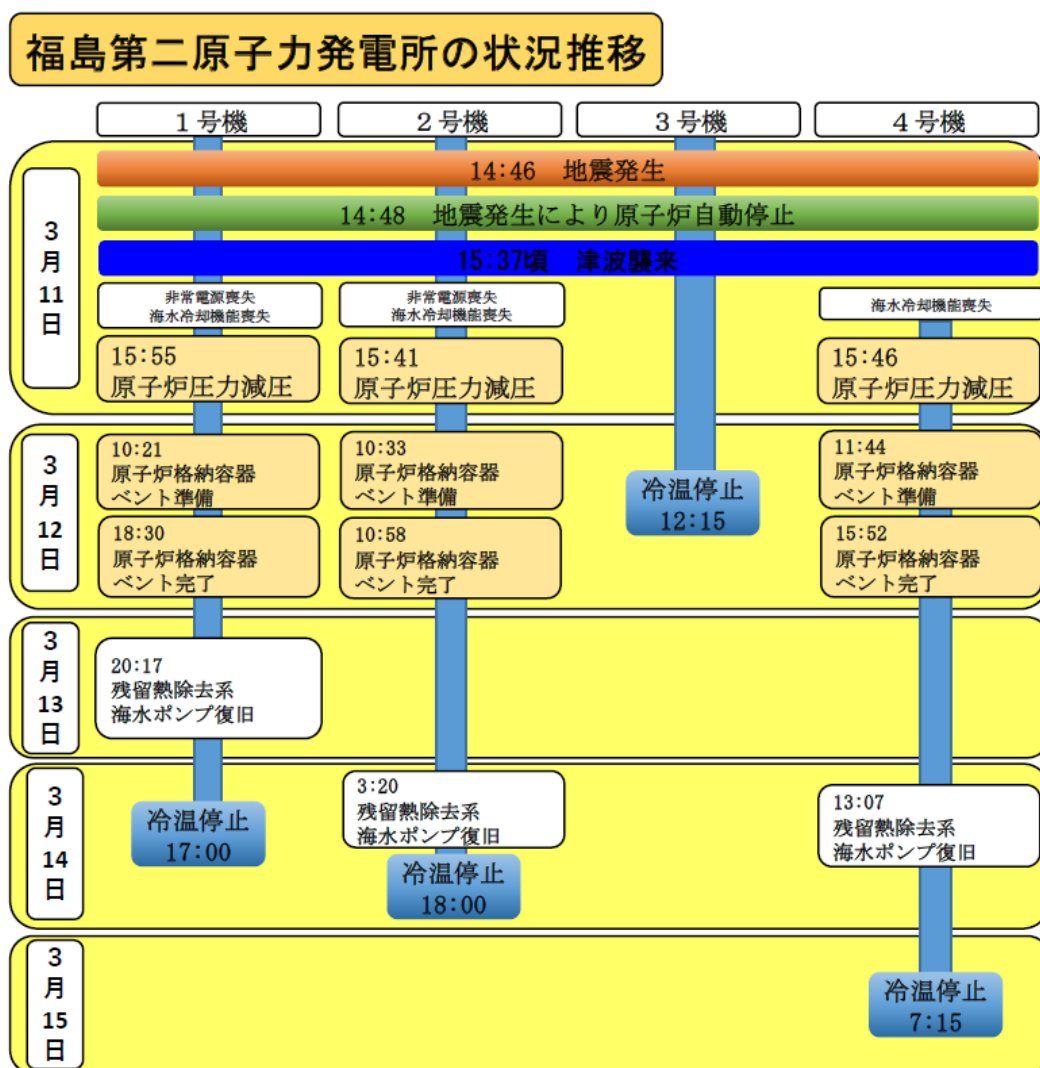 福島第二原子力発電所の状況推移
1号機
2号機
3号機
4号機
3月11日
14:46 地震発生
14:48 地震発生により原子炉自動停止
15:37頃 津波襲来
非常電源喪失
海水冷却機能喪失
非常電源喪失
海水冷却機能喪失
海水冷却機能喪失
15:55
原子炉圧力減圧
15:41
原子炉圧力減圧
15:46
原子炉圧力減圧
3月12日
10:21
原子炉格納容器
ベント準備
10:33
原子炉格納容器
ベント準備
冷温停止
12:15
11:44
原子炉格納容器
ベント準備
18:30
原子炉格納容器
ベント完了
10:58
原子炉格納容器
ベント完了
15:52
原子炉格納容器
ベント完了
3月13日
20:17
残留熱除去系
海水ポンプ復旧
3月14日
冷温停止
17:00
3:20
残留熱除去系
海水ポンプ復旧
冷温停止
18:00
13:07
残留熱除去系
海水ポンプ復旧
3月15日
冷温停止
7:15